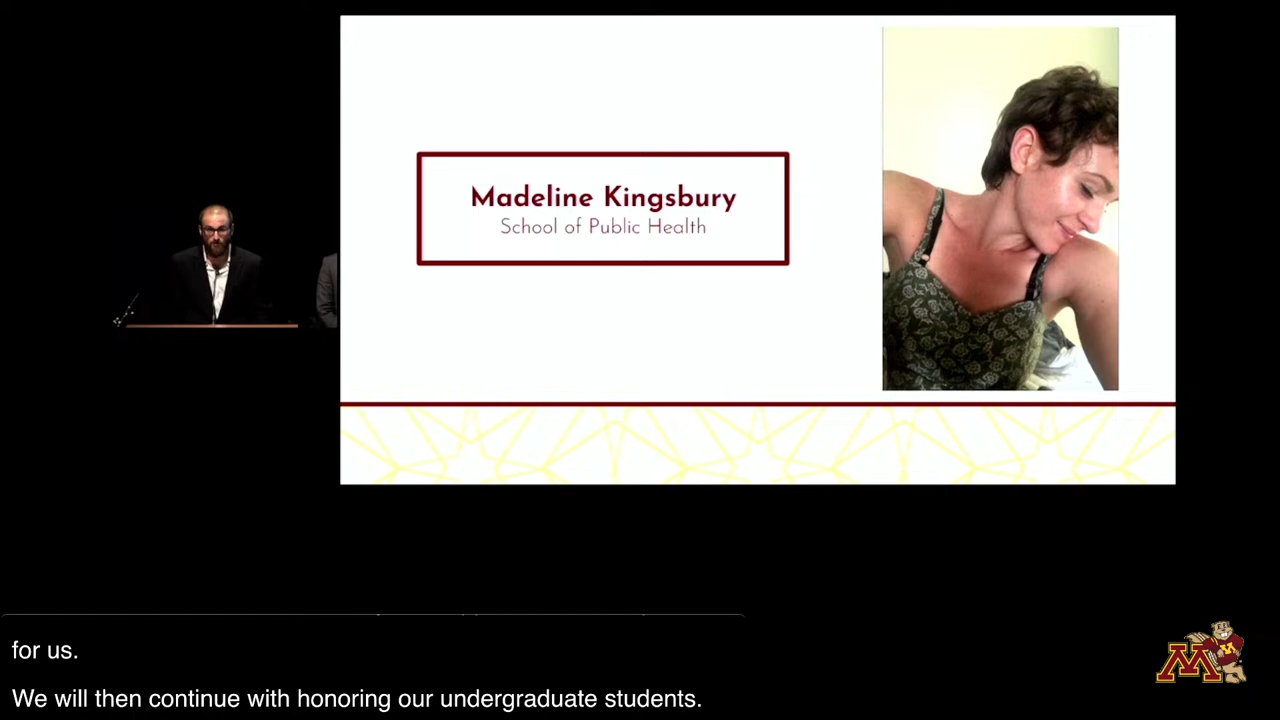 Madeline Kingsbury
School of Public Health
for us.
We will then continue with honoring our undergraduate students.
M